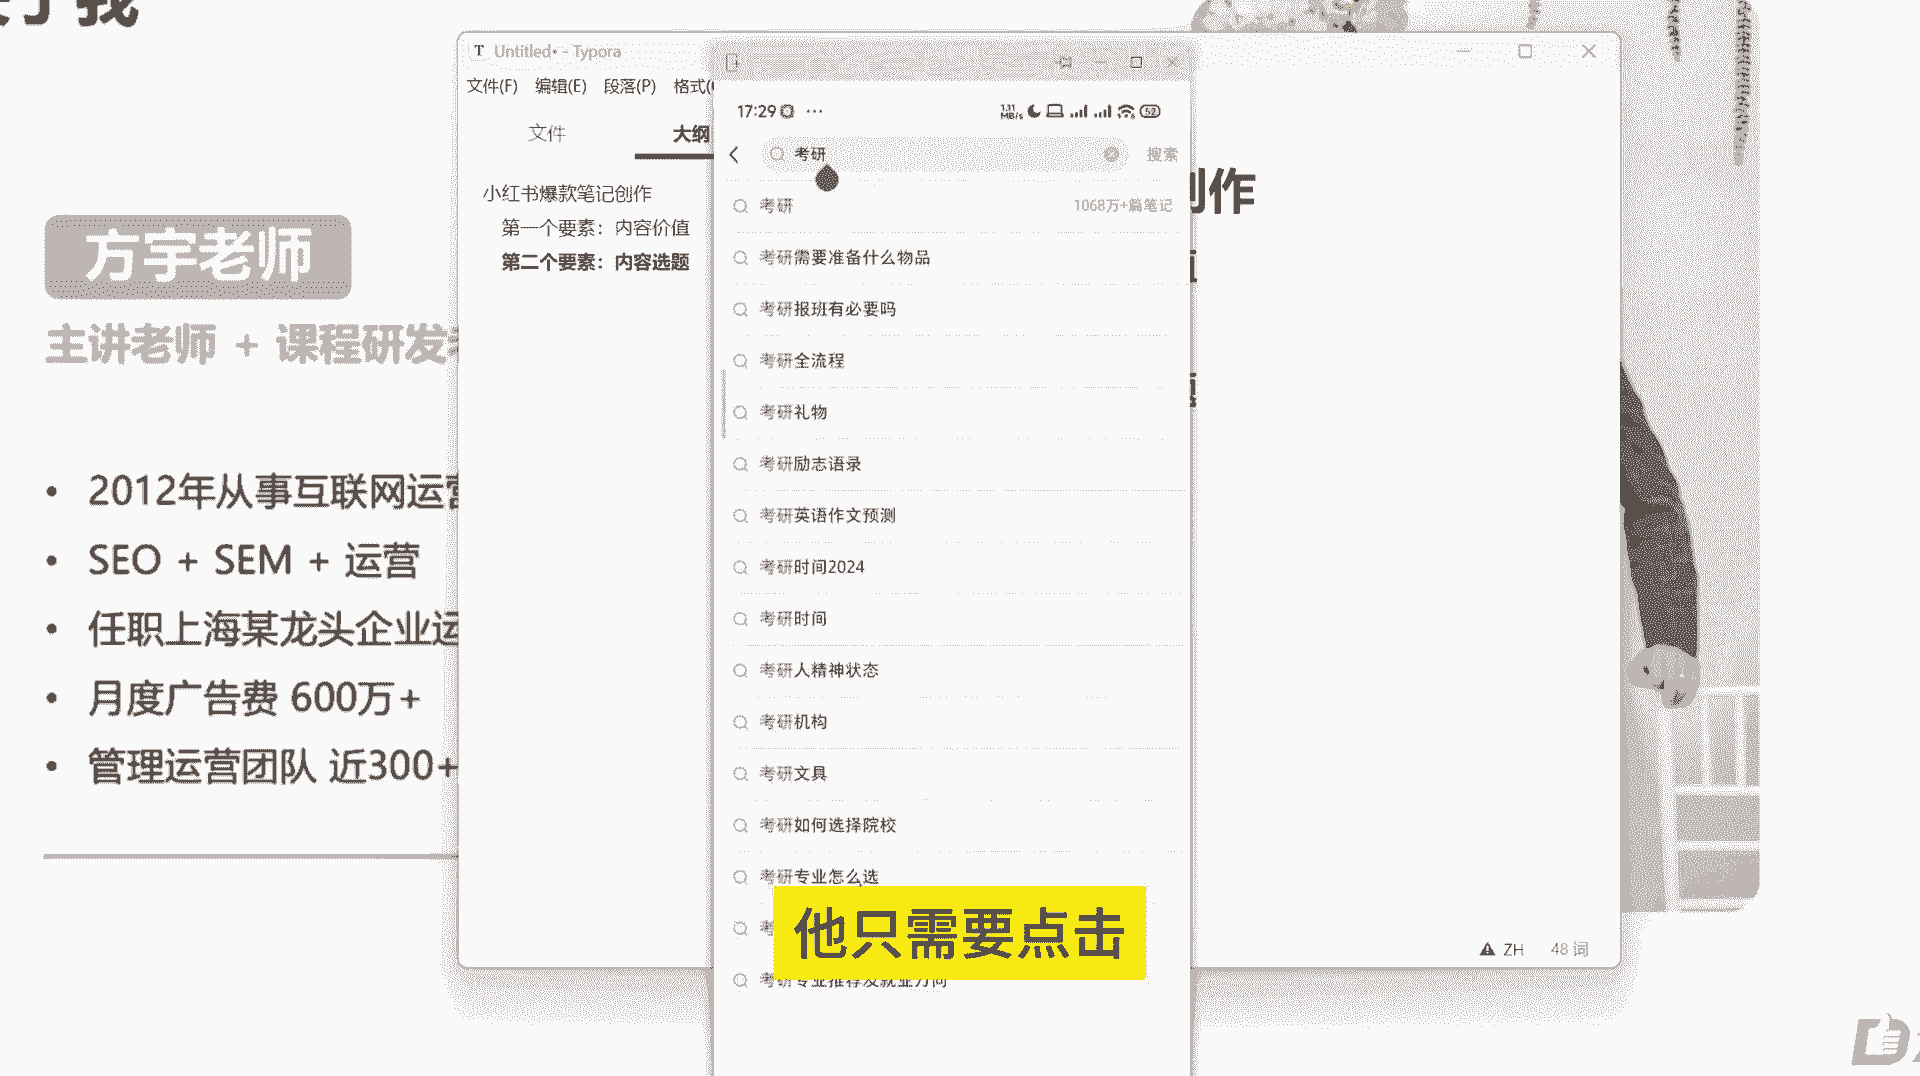 方宇老师
主讲老师 + 课程研发
2012年从事互联网运营
SEO + SEM + 运营
任职上海某龙头企业运
月度广告费 600万+
管理运营团队 近300+
Untitled• - Typora
文件(F) 编辑(E) 段落(P) 格式(
文件 大纲
小红书爆款笔记创作
第一个要素：内容价值
第二个要素：内容选题
创作
17:29 ···
1.11 MB/s 52
考研 搜索
考研 1068万+篇笔记
考研需要准备什么物品
考研报班有必要吗
考研全流程
考研礼物
考研励志语录
考研英语作文预测
考研时间2024
考研时间
考研人精神状态
考研机构
考研文具
考研如何选择院校
考研专业怎么选
他只需要点击
考研专业推荐及就业方向
ZH 48 词